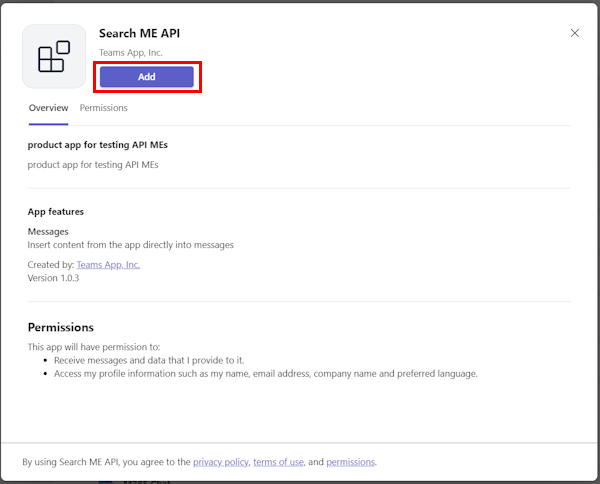 Search ME API
Teams App, Inc.
Add
Overview Permissions
product app for testing API MEs
product app for testing API MEs
App features
Messages
Insert content from the app directly into messages
Created by: Teams App, Inc.
Version 1.0.3
Permissions
This app will have permission to:
• Receive messages and data that I provide to it.
• Access my profile information such as my name, email address, company name and preferred language.
By using Search ME API, you agree to the privacy policy, terms of use, and permissions.